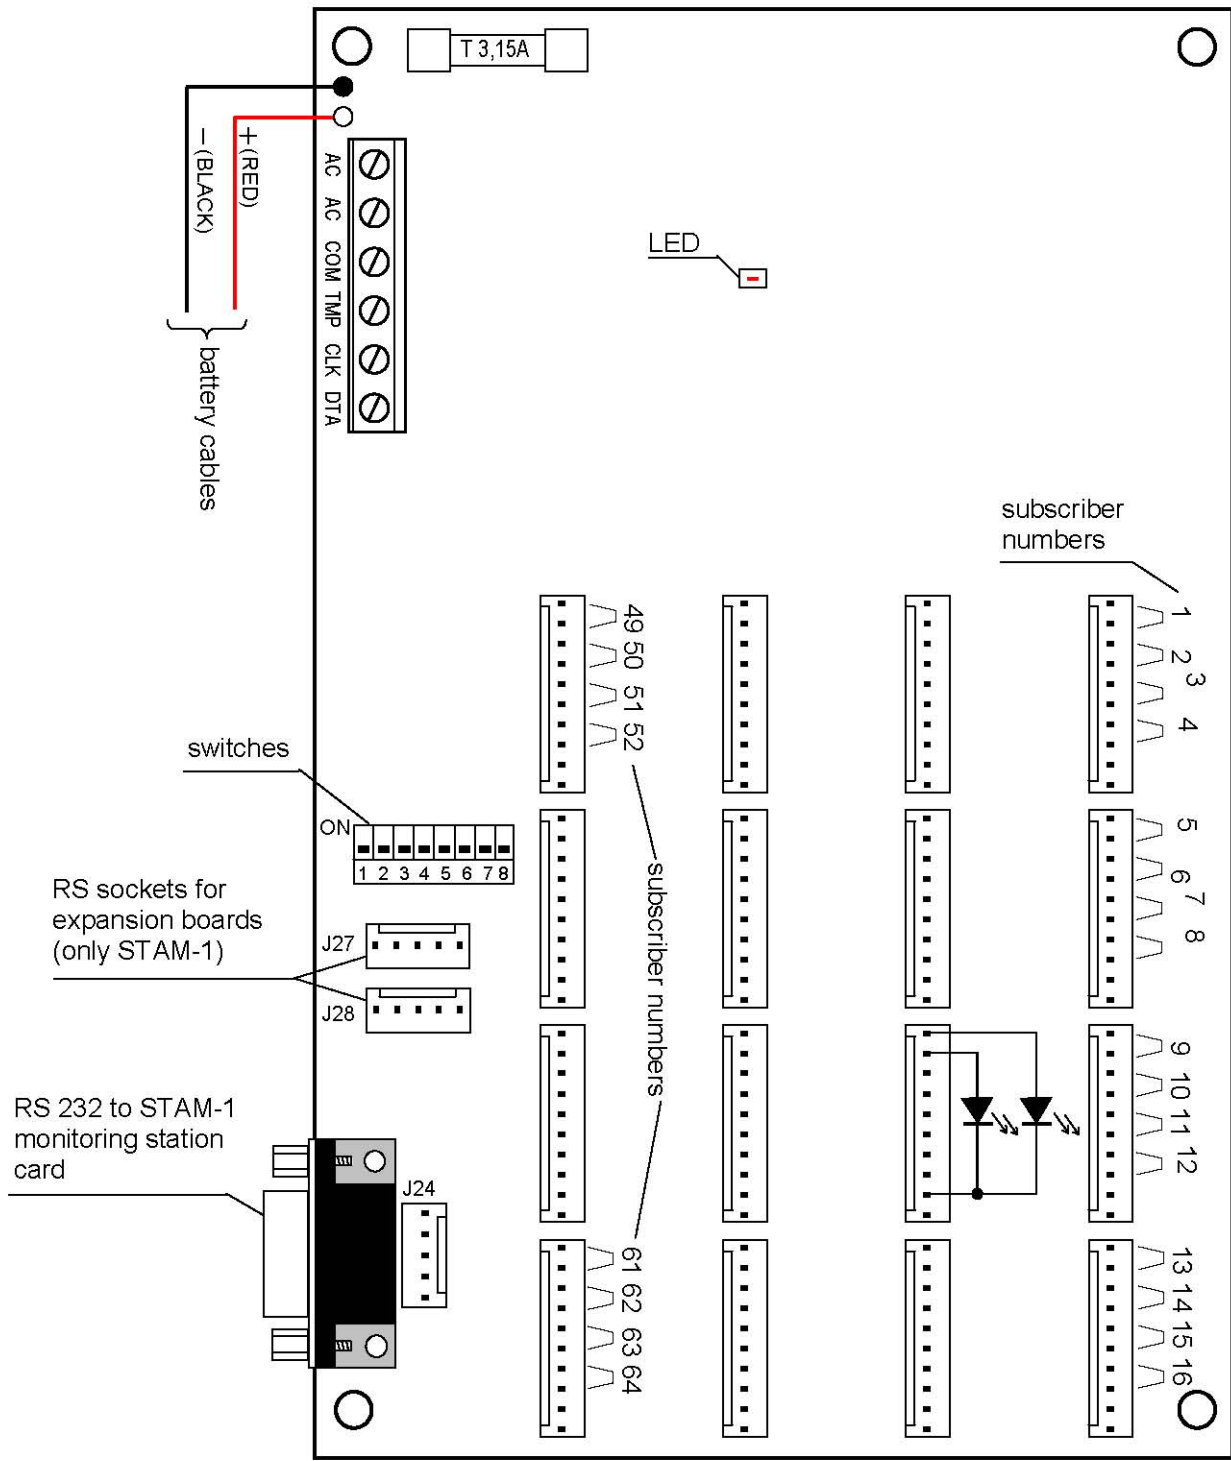 T 3,15A
+(RED)
−(BLACK)
AC
AC
COM
TMP
CLK
DTA
battery cables
LED
subscriber
numbers
1
2
3
4
49
50
51
52
switches
ON
1 2 3 4 5 6 7 8
5
6
7
8
subscriber numbers
RS sockets for
expansion boards
(only STAM-1)
J27
J28
9
10
11
12
RS 232 to STAM-1
monitoring station
card
J24
61
62
63
64
13
14
15
16